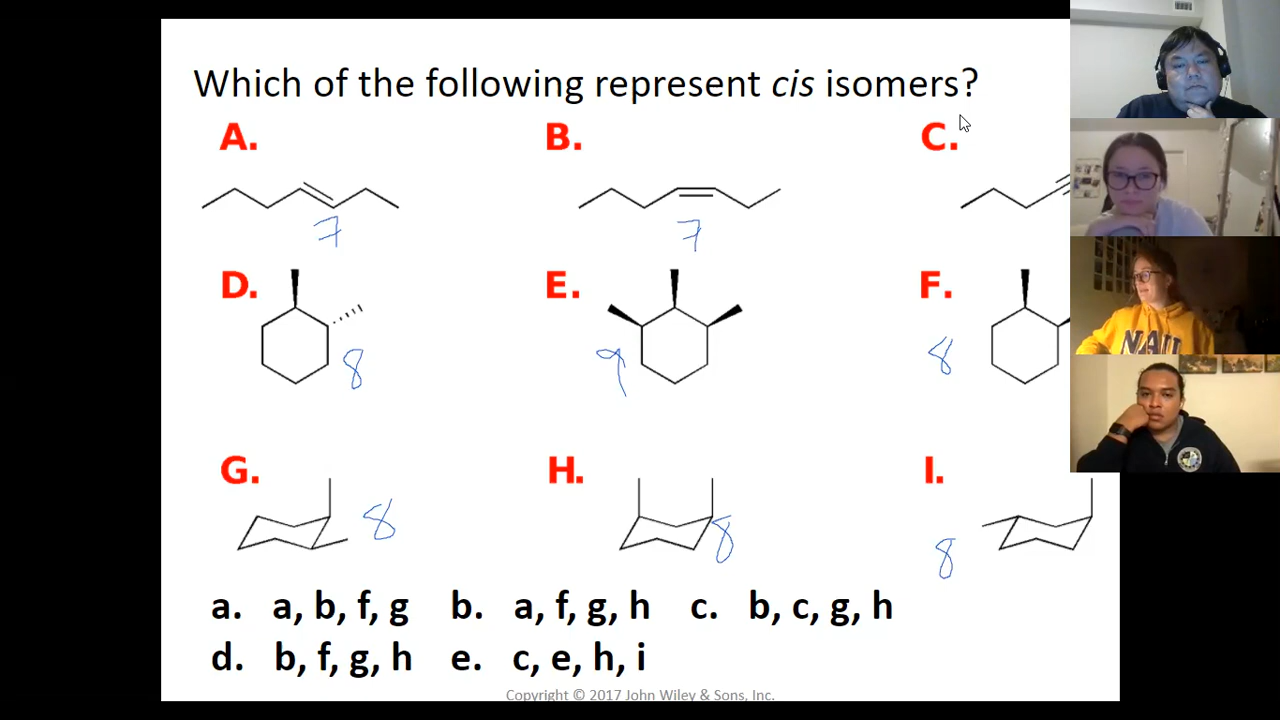 Which of the following represent cis isomers?
A. B. C.
7 7
D. E. F.
8 9 8
G. H. I.
8 8 8
a. a, b, f, g b. a, f, g, h c. b, c, g, h
d. b, f, g, h e. c, e, h, i
Copyright © 2017 John Wiley & Sons, Inc.